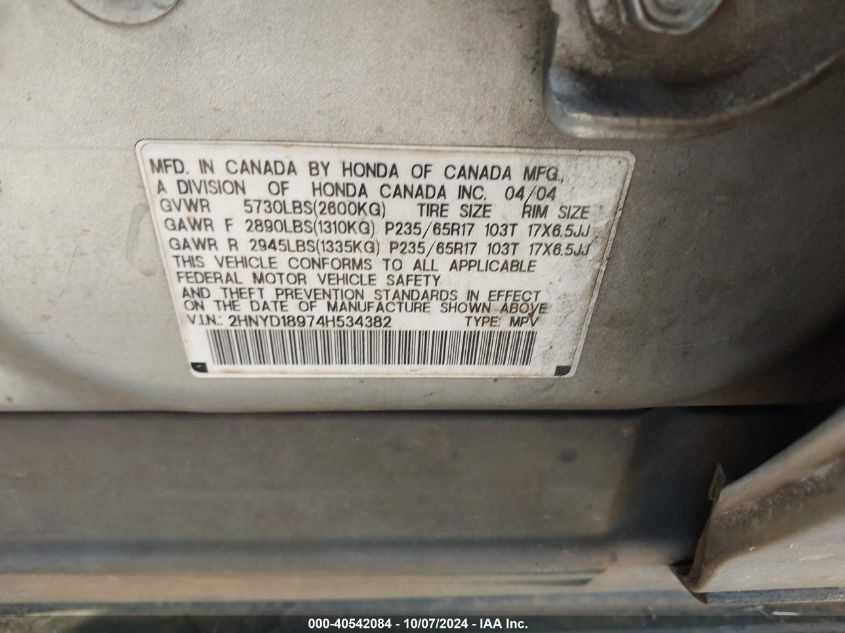 MFD. IN CANADA BY HONDA OF CANADA MFG.,
A DIVISION OF HONDA CANADA INC. 04/04
GVWR 5730LBS(2600KG) TIRE SIZE RIM SIZE
GAWR F 2890LBS(1310KG) P235/65R17 103T 17X6.5JJ
GAWR R 2945LBS(1335KG) P235/65R17 103T 17X6.5JJ
THIS VEHICLE CONFORMS TO ALL APPLICABLE
FEDERAL MOTOR VEHICLE SAFETY
AND THEFT PREVENTION STANDARDS IN EFFECT
ON THE DATE OF MANUFACTURE SHOWN ABOVE
V.I.N.: 2HNYD18974H534382 TYPE: MPV
000-40542084 - 10/07/2024 - IAA Inc.